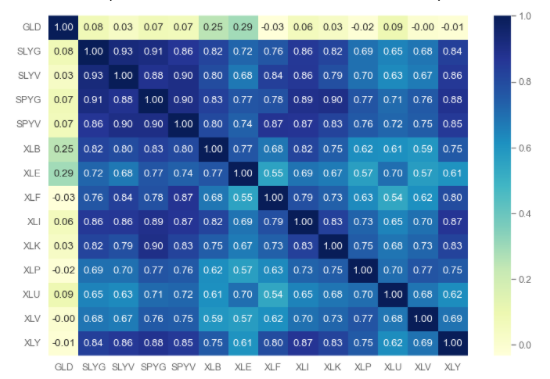 GLD 1.00 0.08 0.03 0.07 0.07 0.25 0.29 -0.03 0.06 0.03 -0.02 0.09 -0.00 -0.01
SLYG 0.08 1.00 0.93 0.91 0.86 0.82 0.72 0.76 0.86 0.82 0.69 0.65 0.68 0.84
SLYV 0.03 0.93 1.00 0.88 0.90 0.80 0.68 0.84 0.86 0.79 0.70 0.63 0.67 0.86
SPYG 0.07 0.91 0.88 1.00 0.90 0.83 0.77 0.78 0.89 0.90 0.77 0.71 0.76 0.88
SPYV 0.07 0.86 0.90 0.90 1.00 0.80 0.74 0.87 0.87 0.83 0.76 0.72 0.75 0.85
XLB 0.25 0.82 0.80 0.83 0.80 1.00 0.77 0.68 0.82 0.75 0.62 0.61 0.59 0.75
XLE 0.29 0.72 0.68 0.77 0.74 0.77 1.00 0.55 0.69 0.67 0.57 0.70 0.57 0.61
XLF -0.03 0.76 0.84 0.78 0.87 0.68 0.55 1.00 0.79 0.73 0.63 0.54 0.62 0.80
XLI 0.06 0.86 0.86 0.89 0.87 0.82 0.69 0.79 1.00 0.83 0.73 0.65 0.70 0.87
XLK 0.03 0.82 0.79 0.90 0.83 0.75 0.67 0.73 0.83 1.00 0.75 0.68 0.73 0.83
XLP -0.02 0.69 0.70 0.77 0.76 0.62 0.57 0.63 0.73 0.75 1.00 0.70 0.77 0.75
XLU 0.09 0.65 0.63 0.71 0.72 0.61 0.70 0.54 0.65 0.68 0.70 1.00 0.68 0.62
XLV -0.00 0.68 0.67 0.76 0.75 0.59 0.57 0.62 0.70 0.73 0.77 0.68 1.00 0.69
XLY -0.01 0.84 0.86 0.88 0.85 0.75 0.61 0.80 0.87 0.83 0.75 0.62 0.69 1.00
GLD SLYG SLYV SPYG SPYV XLB XLE XLF XLI XLK XLP XLU XLV XLY
1.0
0.8
0.6
0.4
0.2
0.0